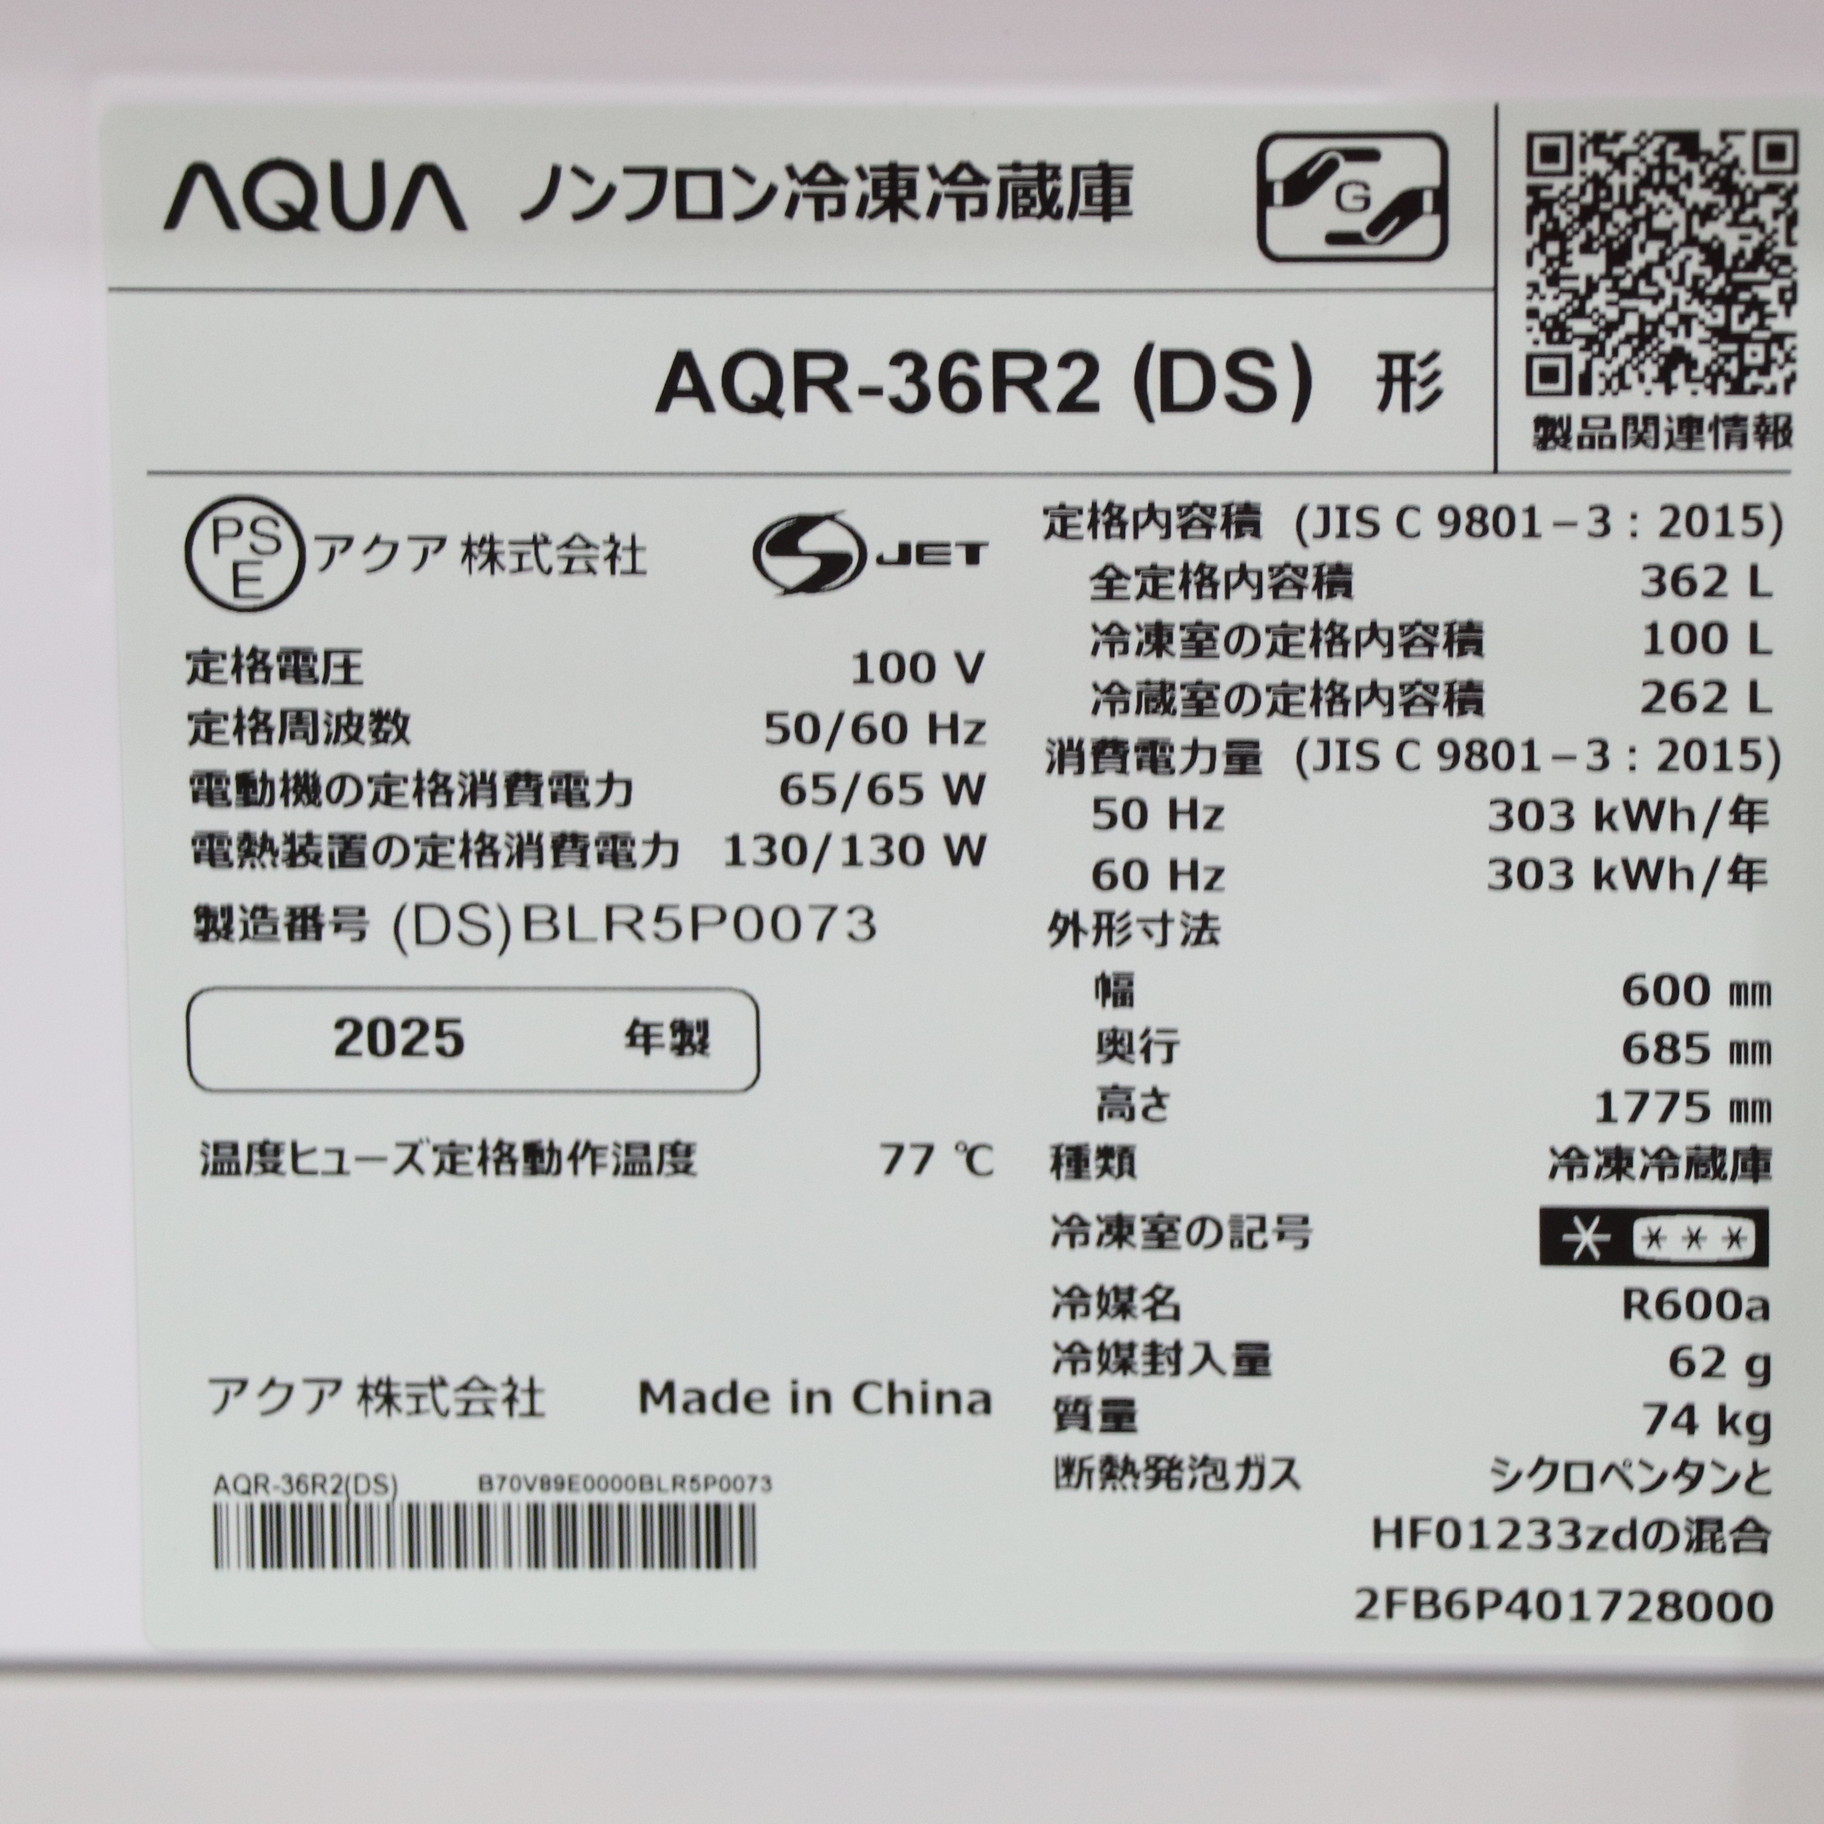 AQUA ノンフロン冷凍冷蔵庫
G
AQR-36R2 (DS) 形
製品関連情報
PS
E
アクア 株式会社
S JET
定格電圧 100 V
定格周波数 50/60 Hz
電動機の定格消費電力 65/65 W
電熱装置の定格消費電力 130/130 W
製造番号 (DS)BLR5P0073
2025 年製
温度ヒューズ定格動作温度 77 ℃
アクア 株式会社 Made in China
AQR-36R2(DS) B70V89E0000BLR5P0073
定格内容積 (JIS C 9801－3：2015)
全定格内容積 362 L
冷凍室の定格内容積 100 L
冷蔵室の定格内容積 262 L
消費電力量 (JIS C 9801－3：2015)
50 Hz 303 kWh/年
60 Hz 303 kWh/年
外形寸法
幅 600 ㎜
奥行 685 ㎜
高さ 1775 ㎜
種類 冷凍冷蔵庫
冷凍室の記号 * ***
冷媒名 R600a
冷媒封入量 62 g
質量 74 kg
断熱発泡ガス シクロペンタンと
HFO1233zdの混合
2FB6P401728000